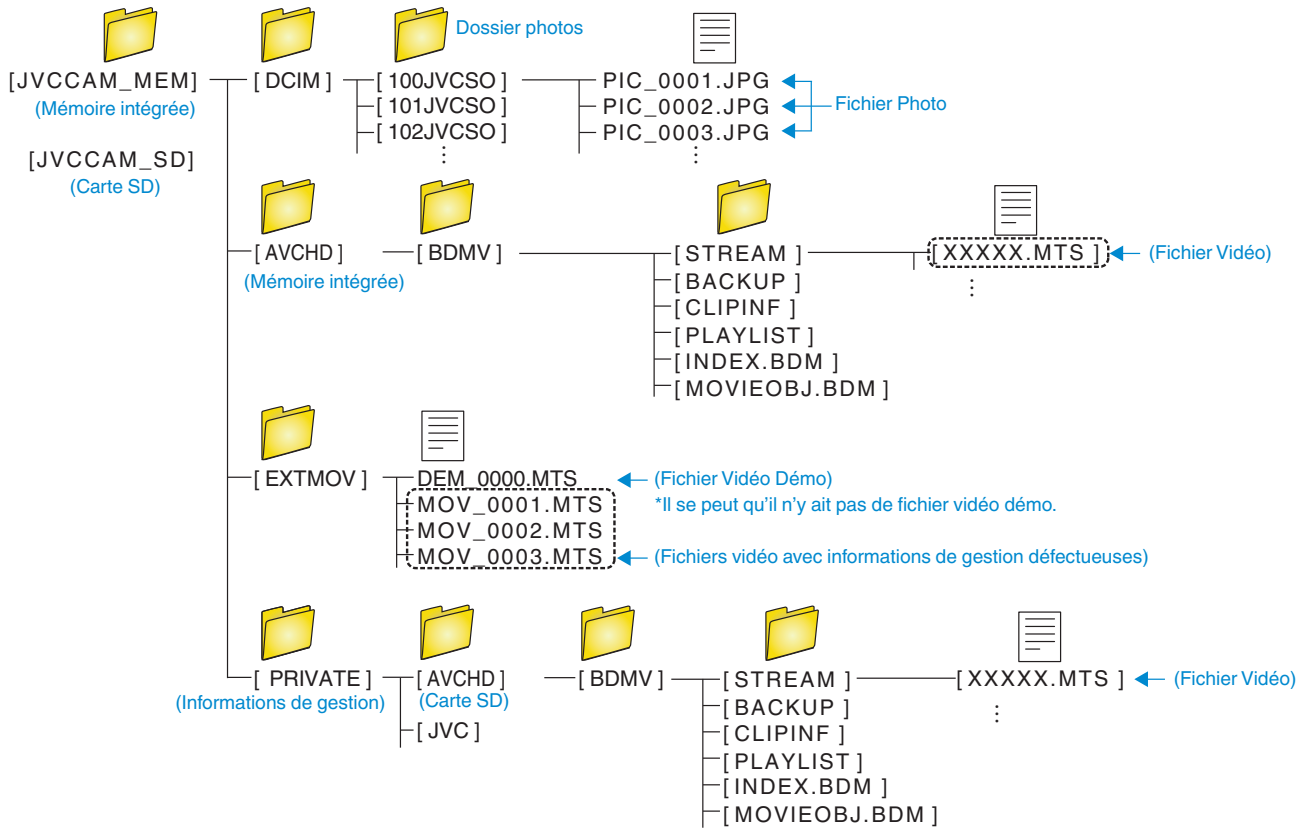 Dossier photos
[JVCCAM_MEM]
(Mémoire intégrée)
[JVCCAM_SD]
(Carte SD)
[DCIM]
[100JVCSO]
[101JVCSO]
[102JVCSO]
PIC_0001.JPG
PIC_0002.JPG
PIC_0003.JPG
Fichier Photo
[AVCHD]
(Mémoire intégrée)
[BDMV]
[STREAM]
[BACKUP]
[CLIPINF]
[PLAYLIST]
[INDEX.BDM]
[MOVIEOBJ.BDM]
[XXXXX.MTS]
(Fichier Vidéo)
[EXTMOV]
DEM_0000.MTS
(Fichier Vidéo Démo)
*Il se peut qu'il n'y ait pas de fichier vidéo démo.
MOV_0001.MTS
MOV_0002.MTS
MOV_0003.MTS
(Fichiers vidéo avec informations de gestion défectueuses)
[PRIVATE]
(Informations de gestion)
[AVCHD]
(Carte SD)
[JVC]
[BDMV]
[STREAM]
[BACKUP]
[CLIPINF]
[PLAYLIST]
[INDEX.BDM]
[MOVIEOBJ.BDM]
[XXXXX.MTS]
(Fichier Vidéo)